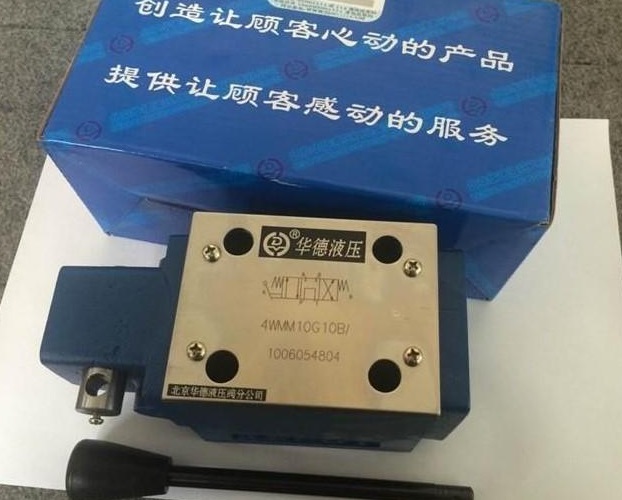 创造让顾客心动的产品
提供让顾客感动的服务
® 华德液压
4WMM10G10B/
1006054804
北京华德液压阀分公司